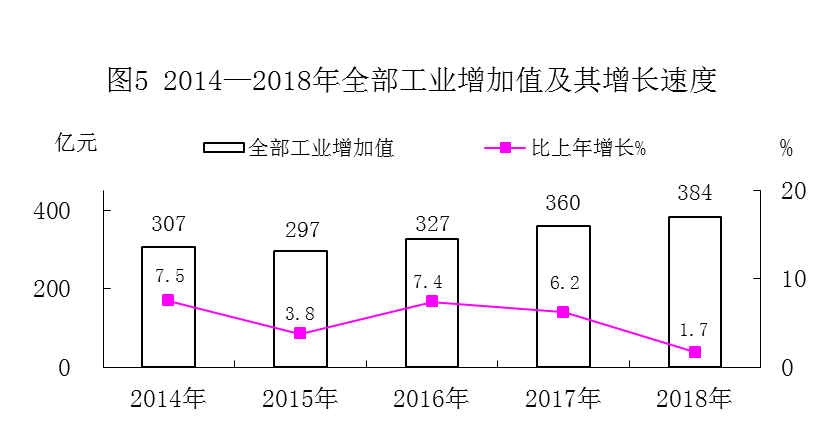 图5 2014—2018年全部工业增加值及其增长速度
亿元 全部工业增加值 比上年增长% %
400 307 297 327 360 384 20
200 7.5 3.8 7.4 6.2 1.7 10
0 0
2014年 2015年 2016年 2017年 2018年